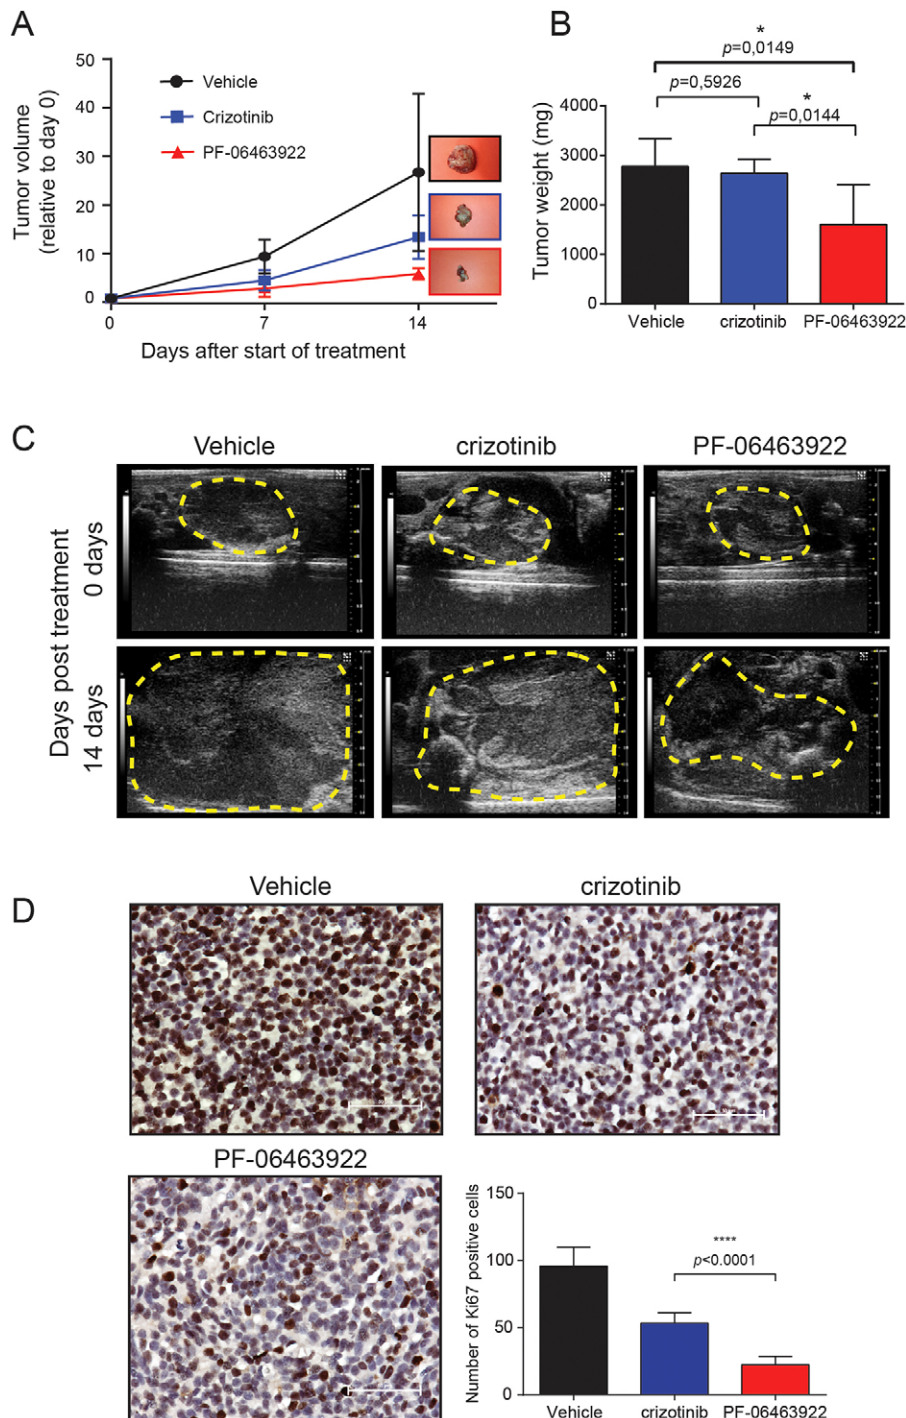 A
50
40
30
20
10
0
Tumor volume
(relative to day 0)
Vehicle
Crizotinib
PF-06463922
0
7
14
Days after start of treatment
B
*
p=0,0149
p=0,5926
*
p=0,0144
4000
3000
2000
1000
0
Tumor weight (mg)
Vehicle
crizotinib
PF-06463922
C
Vehicle
crizotinib
PF-06463922
Days post treatment
0 days
14 days
D
Vehicle
crizotinib
PF-06463922
150
100
50
0
Number of Ki67 positive cells
****
p<0.0001
Vehicle
crizotinib
PF-06463922